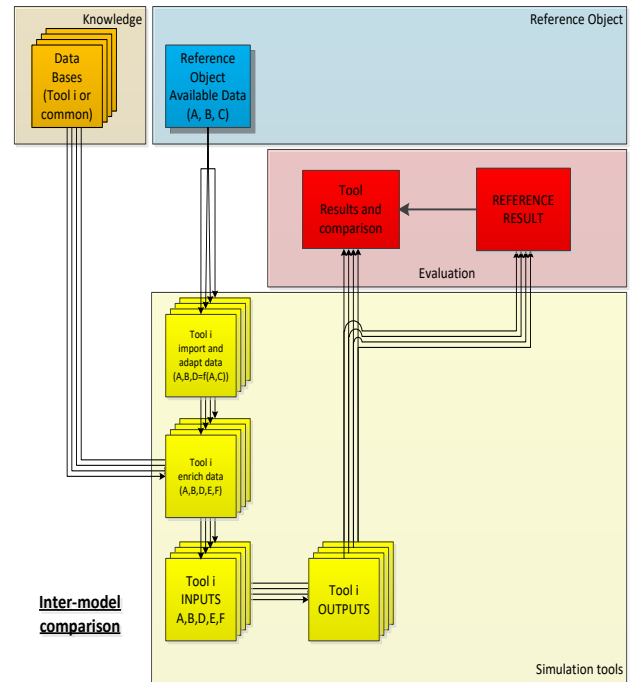 Knowledge
Reference Object
Data
Bases
(Tool i or
common)
Reference
Object
Available Data
(A, B, C)
Tool
Results and
comparison
REFERENCE
RESULT
Evaluation
Tool i
import and
adapt data
(A,B,D=f(A,C))
Tool i
enrich data
(A,B,D,E,F)
Tool i
INPUTS
A,B,D,E,F
Tool i
OUTPUTS
Inter-model
comparison
Simulation tools